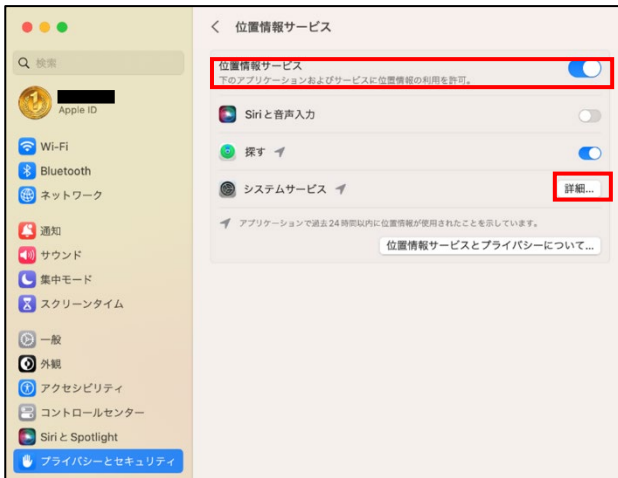 位置情報サービス
検索
Apple ID
Wi-Fi
Bluetooth
ネットワーク
通知
サウンド
集中モード
スクリーンタイム
一般
外観
アクセシビリティ
コントロールセンター
Siri と Spotlight
プライバシーとセキュリティ
位置情報サービス
下のアプリケーションおよびサービスに位置情報の利用を許可。
Siri と音声入力
探す
システムサービス
詳細...
アプリケーションで過去24時間以内に位置情報が使用されたことを示しています。
位置情報サービスとプライバシーについて...